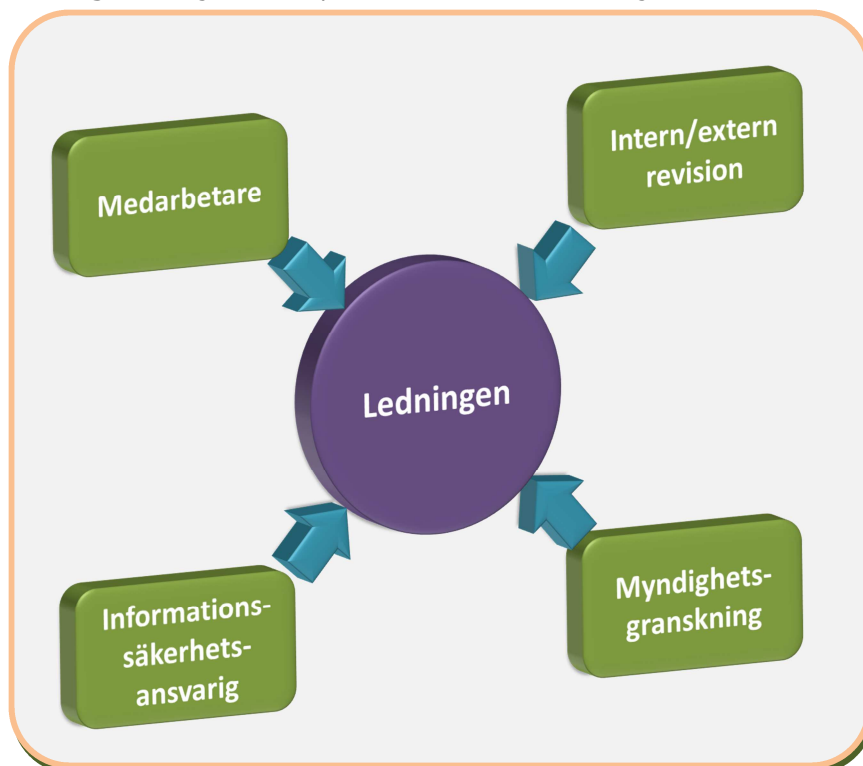 Medarbetare
Intern/extern
revision
Ledningen
Informations-
säkerhets-
ansvarig
Myndighets-
granskning